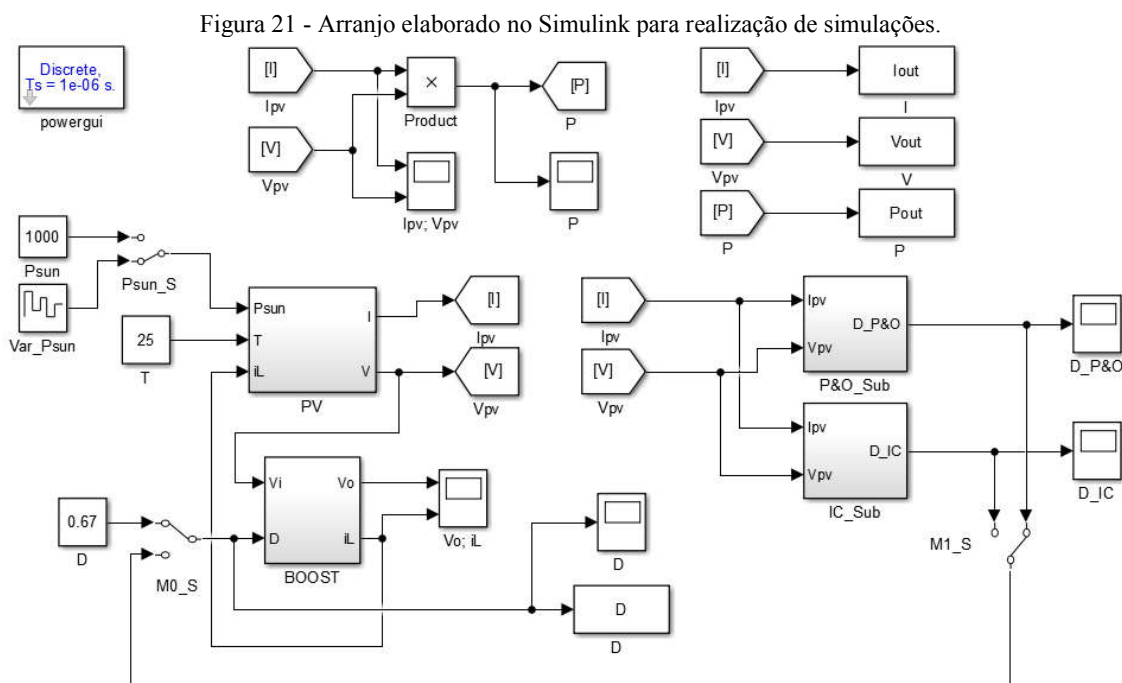 Figura 21 - Arranjo elaborado no Simulink para realização de simulações.
Discrete,
Ts = 1e-06 s.
powergui
[I]
Ipv
[V]
Vpv
×
Product
Ipv; Vpv
[P]
P
P
[I]
Ipv
Iout
I
[V]
Vpv
Vout
V
[P]
P
Pout
P
1000
Psun
Psun_S
Var_Psun
25
T
Psun
T
iL
I
V
PV
[I]
Ipv
[V]
Vpv
[I]
Ipv
[V]
Vpv
Ipv
Vpv
D_P&O
P&O_Sub
D_P&O
Ipv
Vpv
D_IC
IC_Sub
D_IC
M1_S
0.67
D
M0_S
Vi
D
Vo
iL
BOOST
Vo; iL
D
D
D